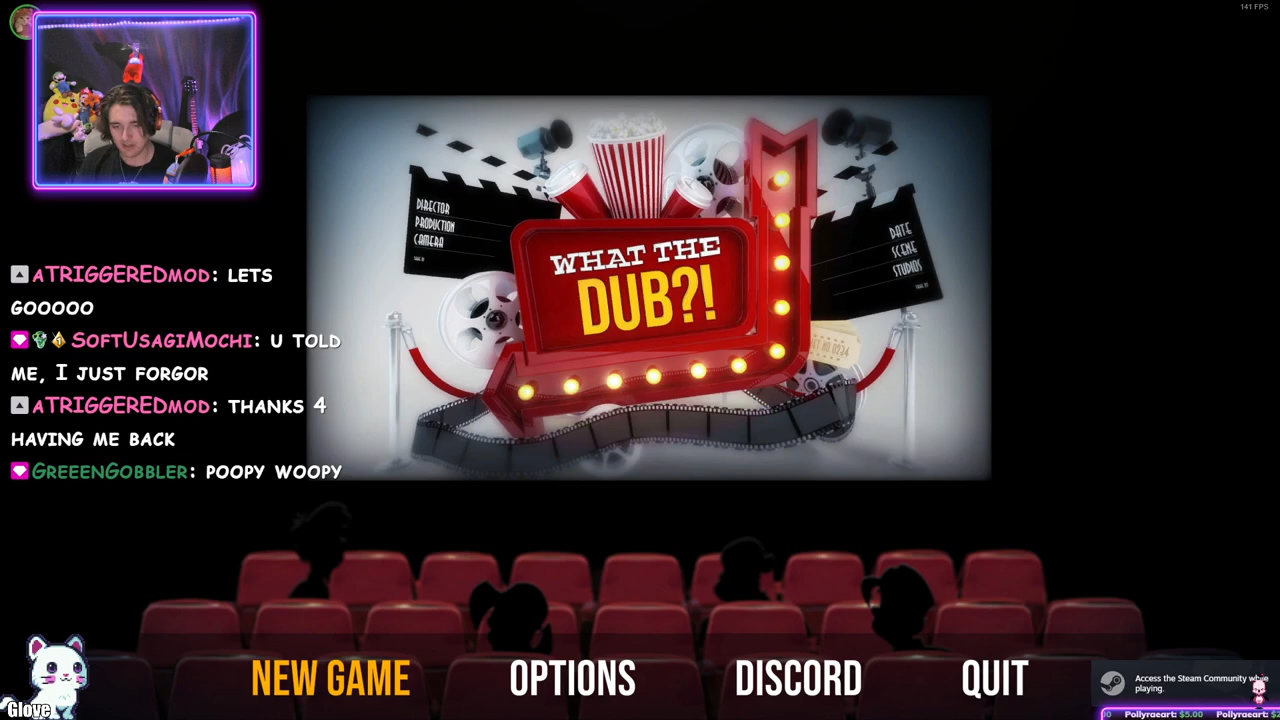 141 FPS
DIRECTOR
PRODUCTION
CAMERA
DATE
SCENE
STUDIOS
WHAT THE
DUB?!
ATRIGGEREDMOD: LETS
GOOOOO
SOFTUSAGIMOCHI: U TOLD
ME, I JUST FORGOR
ATRIGGEREDMOD: THANKS 4
HAVING ME BACK
GREEENGOBBLER: POOPY WOOPY
NEW GAME
OPTIONS
DISCORD
QUIT
Access the Steam Community while
playing.
Glove
Pollyraeart: $5.00 Pollyraeart: